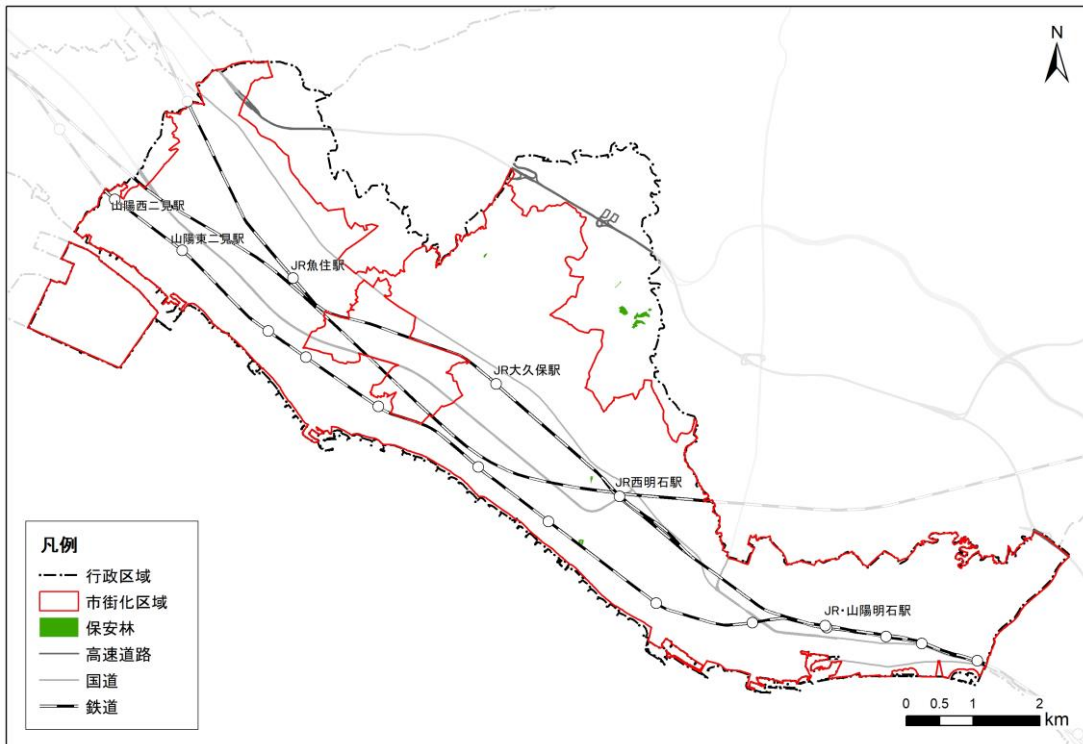 N
山陽西二見駅
山陽東二見駅
JR魚住駅
JR大久保駅
JR西明石駅
JR・山陽明石駅
凡例
行政区域
市街化区域
保安林
高速道路
国道
鉄道
0 0.5 1 2
km